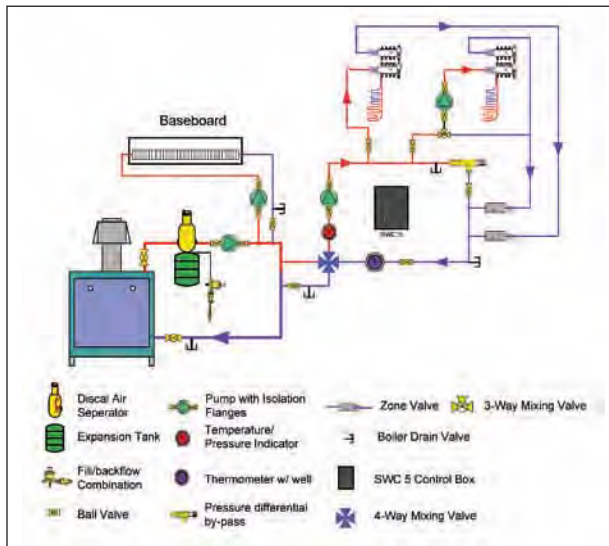 Baseboard
SWC 5
Discal Air
Seperator
Pump with Isolation
Flanges
Zone Valve
3-Way Mixing Valve
Expansion Tank
Temperature/
Pressure Indicator
Boiler Drain Valve
Fill/backflow
Combination
Thermometer w/ well
SWC 5 Control Box
Ball Valve
Pressure differential
by-pass
4-Way Mixing Valve